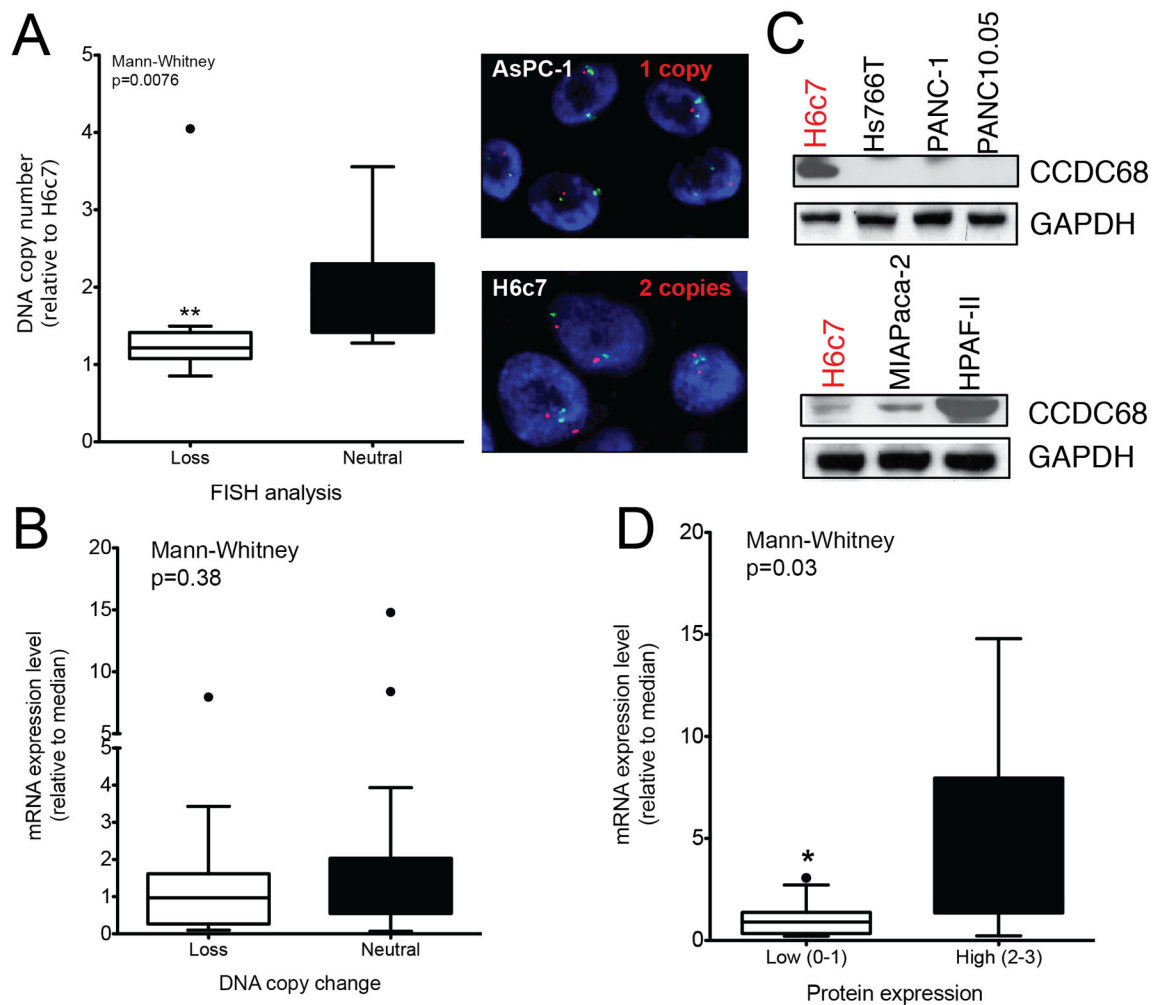 A
Mann-Whitney
p=0.0076
5
4
3
2
1
0
DNA copy number
(relative to H6c7)
**
Loss
Neutral
FISH analysis
AsPC-1
1 copy
H6c7
2 copies
C
H6c7
Hs766T
PANC-1
PANC10.05
CCDC68
GAPDH
H6c7
MIAPaca-2
HPAF-II
CCDC68
GAPDH
B
Mann-Whitney
p=0.38
20
15
10
5
5
4
3
2
1
0
mRNA expression level
(relative to median)
Loss
Neutral
DNA copy change
D
Mann-Whitney
p=0.03
20
15
10
5
0
mRNA expression level
(relative to median)
*
Low (0-1)
High (2-3)
Protein expression